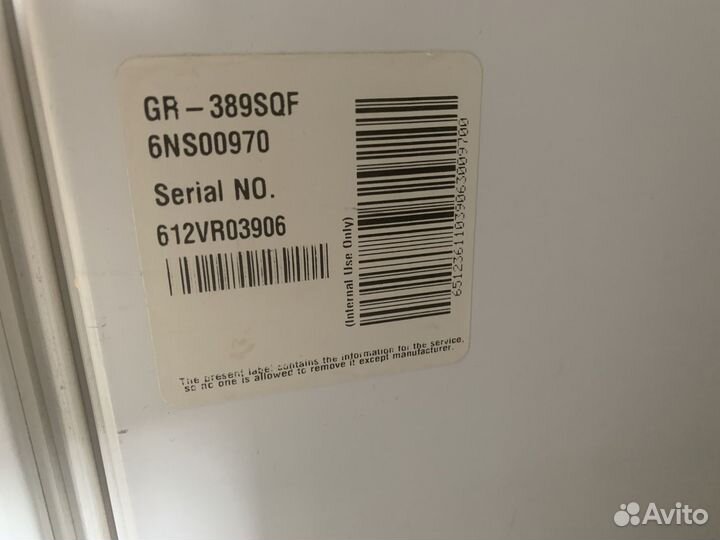 GR-389SQF
6NS00970
Serial NO.
612VR03906
(Internal Use Only)
65123611039063009700
The present label contains the information for the service,
so no one is allowed to remove it except manufacturer.
Avito